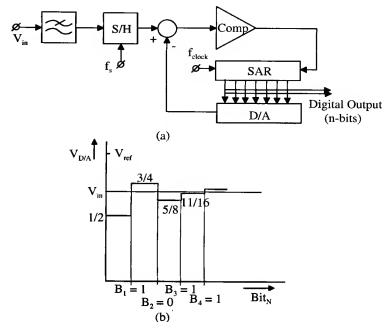 V_in
S/H
f_s
+
-
Comp
f_clock
SAR
D/A
Digital Output
(n-bits)
(a)
V_D/A
V_ref
V_in
3/4
1/2
5/8
11/16
B_1 = 1
B_3 = 1
B_2 = 0
B_4 = 1
Bit_N
(b)